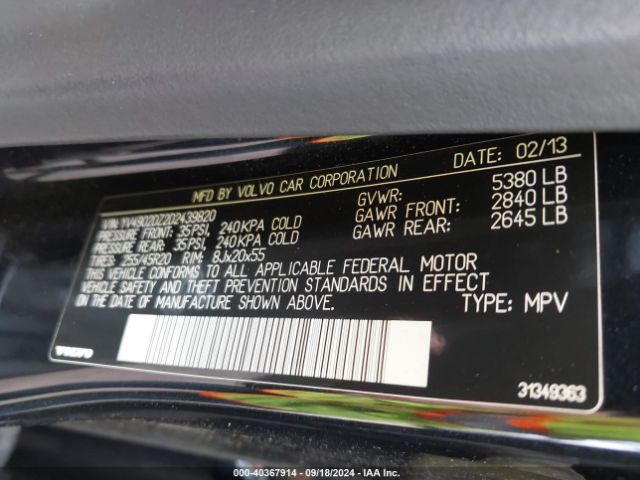 MFD BY VOLVO CAR CORPORATION DATE: 02/13
VIN: YV4902DZ2D2439820 GVWR: 5380 LB
PRESSURE FRONT: 35PSI, 240KPA COLD GAWR FRONT: 2840 LB
PRESSURE REAR: 35PSI, 240KPA COLD GAWR REAR: 2645 LB
TIRES 255/45R20 RIM: 8Jx20x55
THIS VEHICLE CONFORMS TO ALL APPLICABLE FEDERAL MOTOR
VEHICLE SAFETY AND THEFT PREVENTION STANDARDS IN EFFECT
ON THE DATE OF MANUFACTURE SHOWN ABOVE. TYPE: MPV
VOLVO
31349363
000-40367914 - 09/18/2024 - IAA Inc.